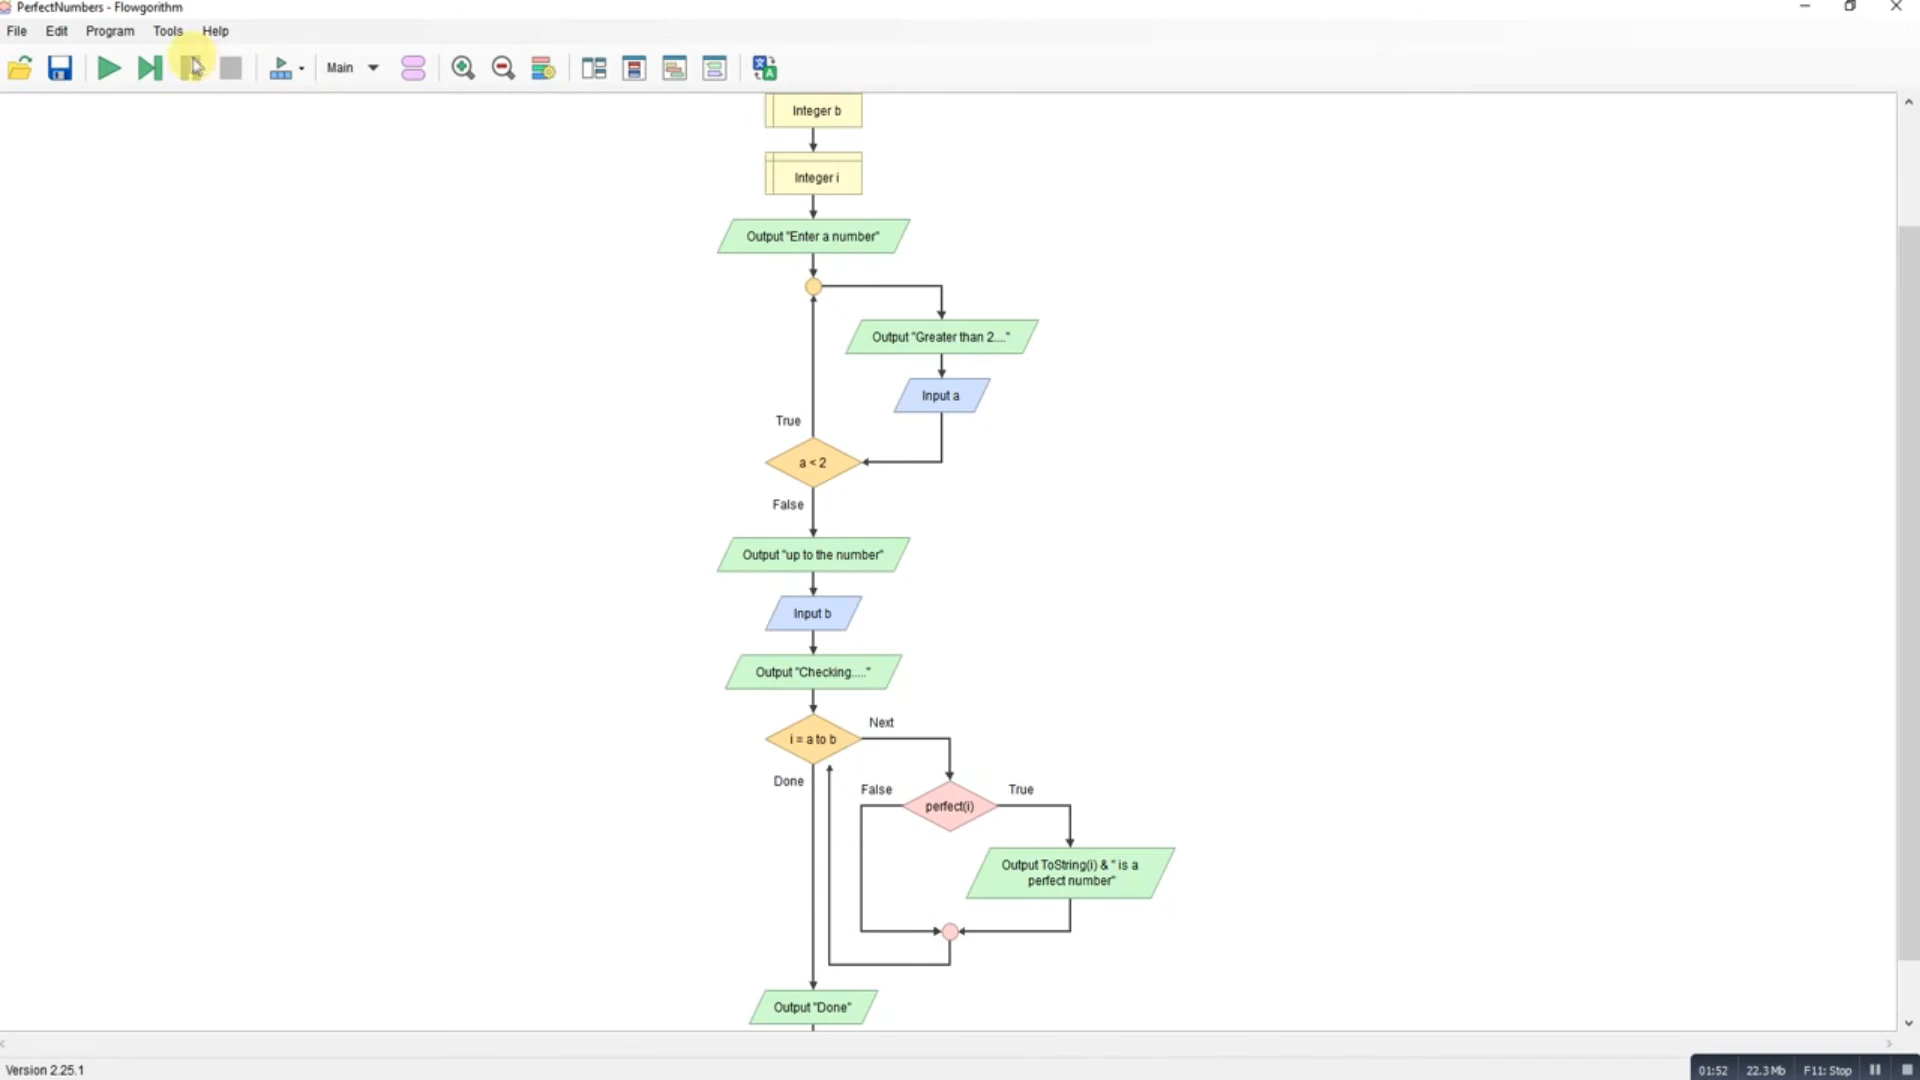 PerfectNumbers - Flowgorithm
File Edit Program Tools Help
Main
Integer b
Integer i
Output "Enter a number"
Output "Greater than 2...."
Input a
True
a < 2
False
Output "up to the number"
Input b
Output "Checking....."
Next
i = a to b
Done
False
True
perfect(i)
Output ToString(i) & " is a
perfect number"
Output "Done"
Version 2.25.1
01:52 22.3 Mb F11: Stop